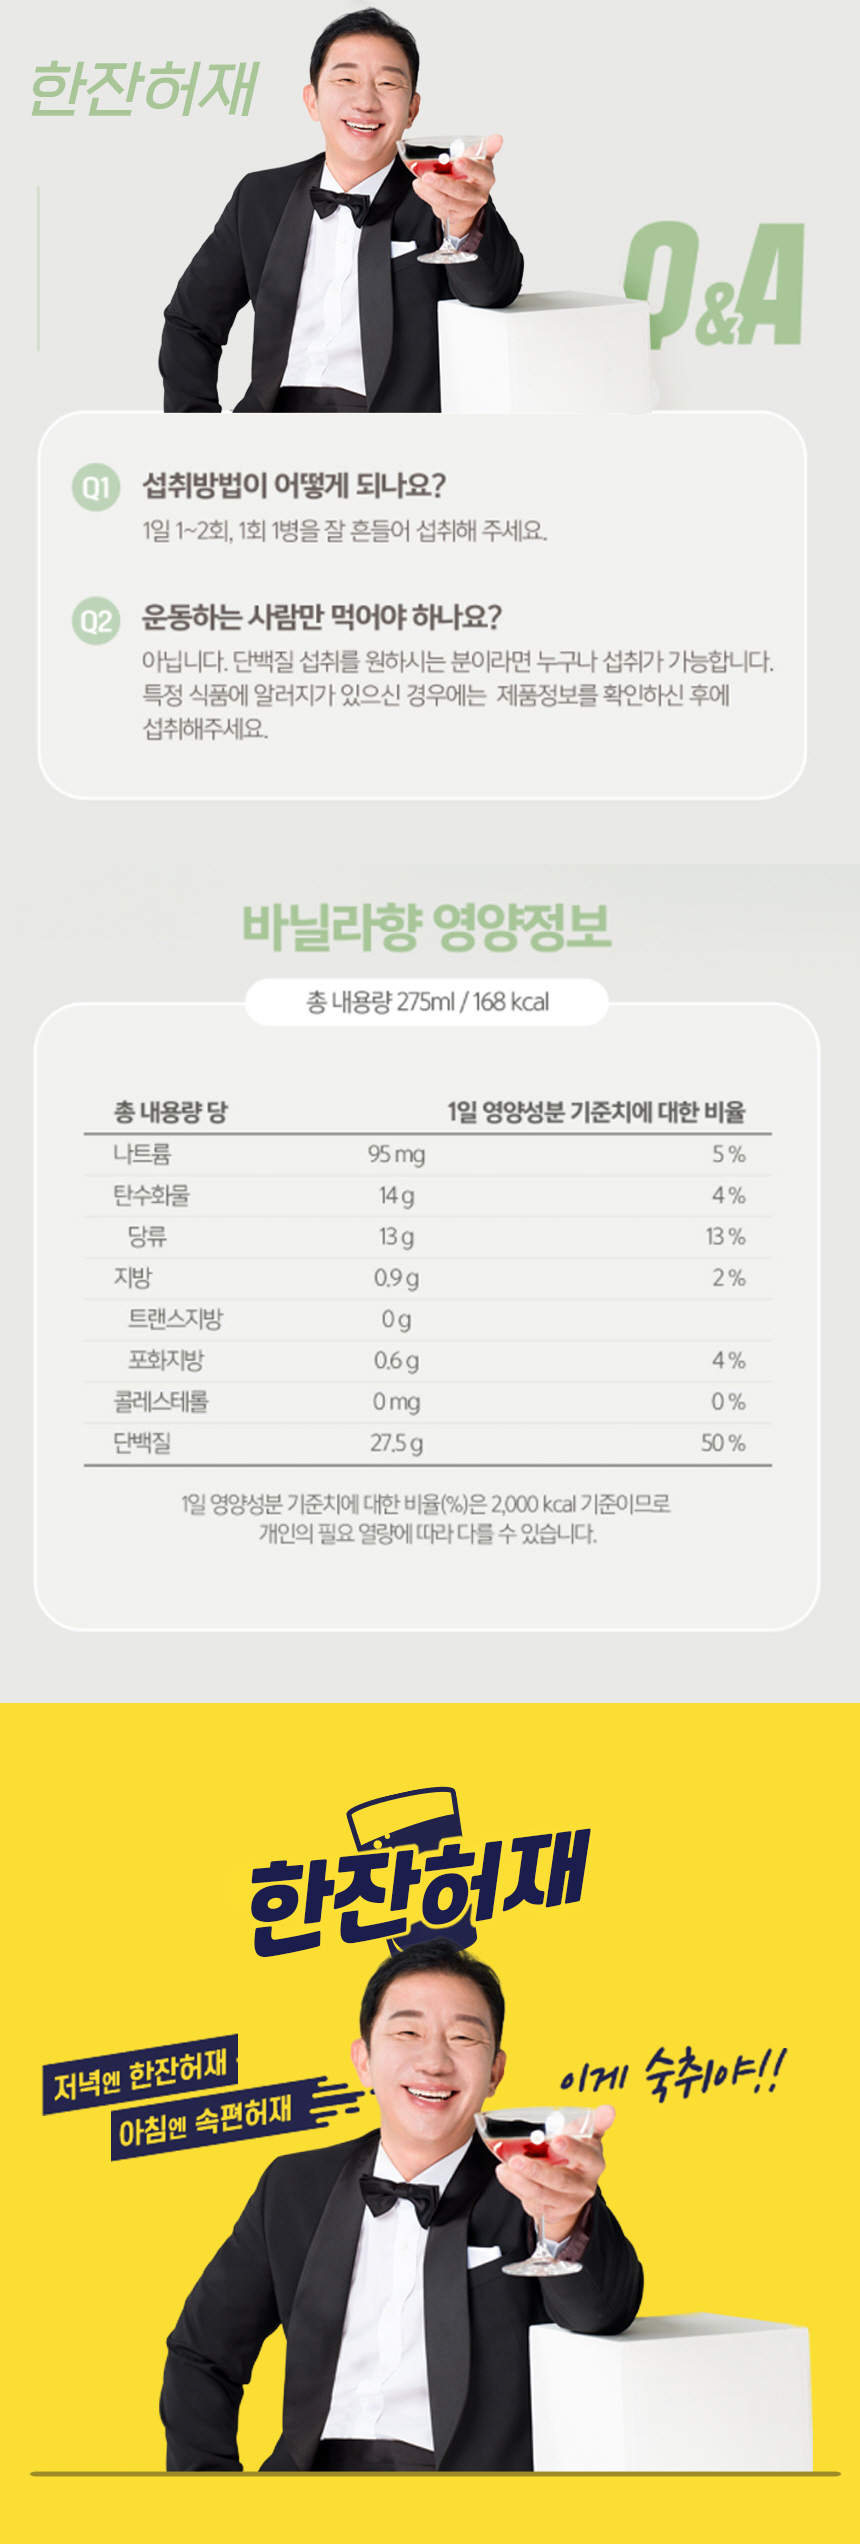 한잔허재
Q&A
Q1 섭취방법이 어떻게 되나요?
1일 1~2회, 1회 1병을 잘 흔들어 섭취해 주세요.
Q2 운동하는 사람만 먹어야 하나요?
아닙니다. 단백질 섭취를 원하시는 분이라면 누구나 섭취가 가능합니다.
특정 식품에 알러지가 있으신 경우에는 제품정보를 확인하신 후에
섭취해주세요.
바닐라향 영양정보
총 내용량 275ml / 168 kcal
총 내용량 당 1일 영양성분 기준치에 대한 비율
나트륨 95 mg 5 %
탄수화물 14 g 4 %
당류 13 g 13 %
지방 0.9 g 2 %
트랜스지방 0 g
포화지방 0.6 g 4 %
콜레스테롤 0 mg 0 %
단백질 27.5 g 50 %
1일 영양성분 기준치에 대한 비율(%)은 2,000 kcal 기준이므로
개인의 필요 열량에 따라 다를 수 있습니다.
한잔허재
저녁엔 한잔허재
아침엔 속편허재
이게 숙취야!!